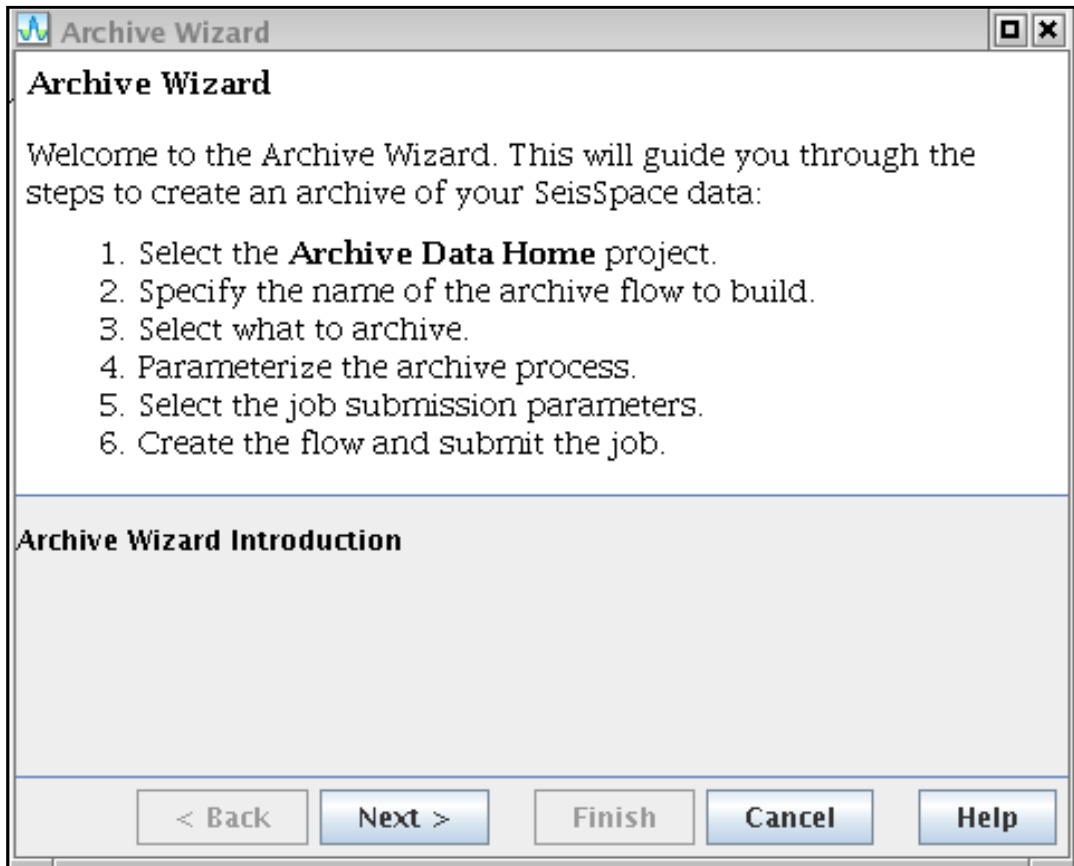 Archive Wizard
Archive Wizard
Welcome to the Archive Wizard. This will guide you through the
steps to create an archive of your SeisSpace data:
1. Select the Archive Data Home project.
2. Specify the name of the archive flow to build.
3. Select what to archive.
4. Parameterize the archive process.
5. Select the job submission parameters.
6. Create the flow and submit the job.
Archive Wizard Introduction
< Back Next > Finish Cancel Help